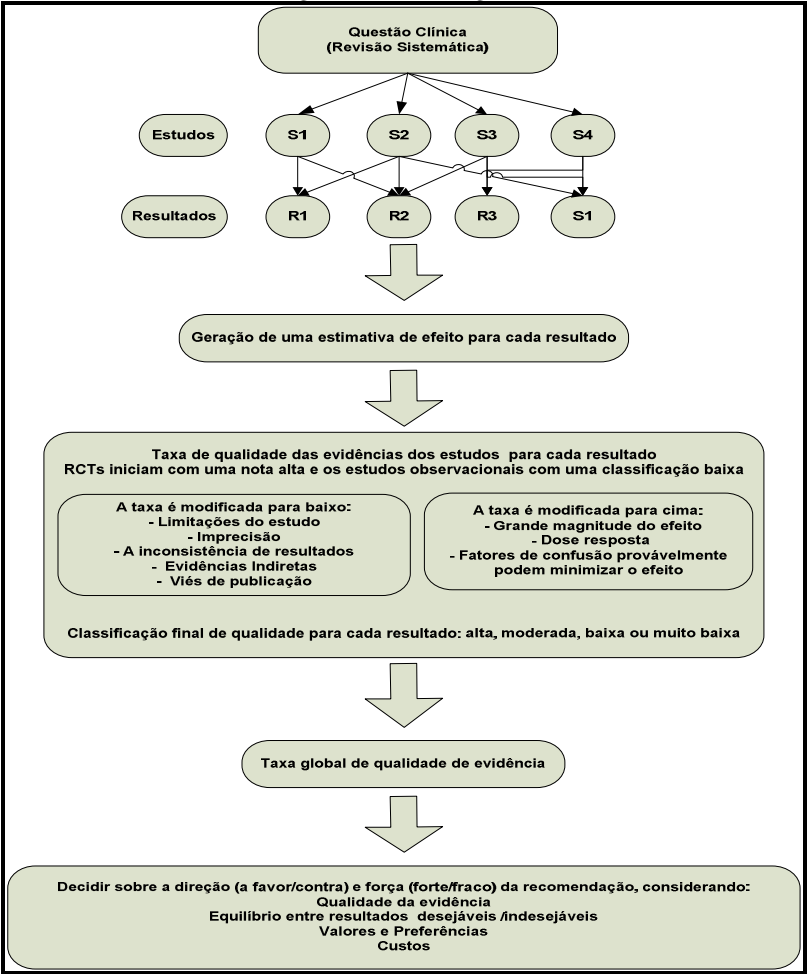 Questão Clínica
(Revisão Sistemática)
Estudos
S1
S2
S3
S4
Resultados
R1
R2
R3
S1
Geração de uma estimativa de efeito para cada resultado
Taxa de qualidade das evidências dos estudos para cada resultado
RCTs iniciam com uma nota alta e os estudos observacionais com uma classificação baixa
A taxa é modificada para baixo:
- Limitações do estudo
- Imprecisão
- A inconsistência de resultados
- Evidências Indiretas
- Viés de publicação
A taxa é modificada para cima:
- Grande magnitude do efeito
- Dose resposta
- Fatores de confusão provávelmente
podem minimizar o efeito
Classificação final de qualidade para cada resultado: alta, moderada, baixa ou muito baixa
Taxa global de qualidade de evidência
Decidir sobre a direção (a favor/contra) e força (forte/fraco) da recomendação, considerando:
Qualidade da evidência
Equilíbrio entre resultados desejáveis /indesejáveis
Valores e Preferências
Custos